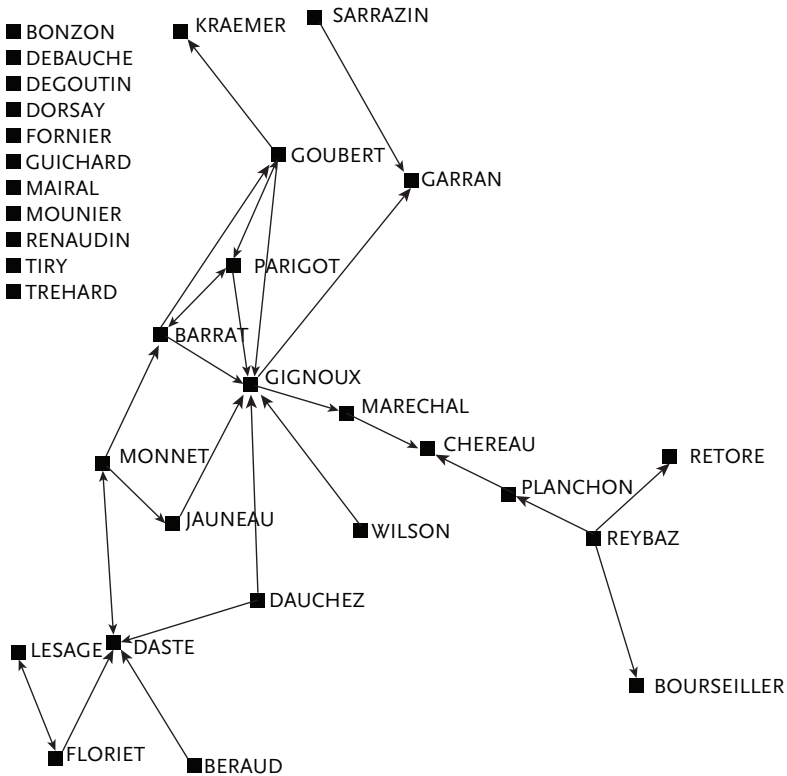 BONZON
DEBAUCHE
DEGOUTIN
DORSAY
FORNIER
GUICHARD
MAIRAL
MOUNIER
RENAUDIN
TIRY
TREHARD
KRAEMER
SARRAZIN
GOUBERT
GARRAN
PARIGOT
BARRAT
GIGNOUX
MARECHAL
CHEREAU
MONNET
RETORE
PLANCHON
JAUNEAU
WILSON
REYBAZ
DAUCHEZ
LESAGE
DASTE
BOURSEILLER
FLORIET
BERAUD